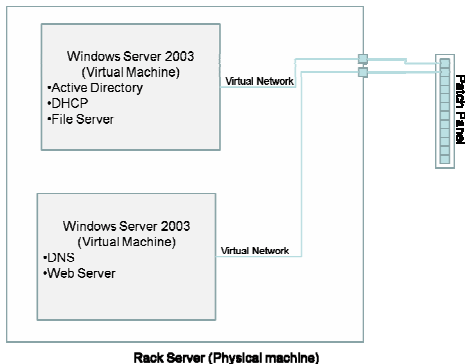 Windows Server 2003
(Virtual Machine)
•Active Directory
•DHCP
•File Server
Virtual Network
Patch Panel
Windows Server 2003
(Virtual Machine)
•DNS
•Web Server
Virtual Network
Rack Server (Physical machine)